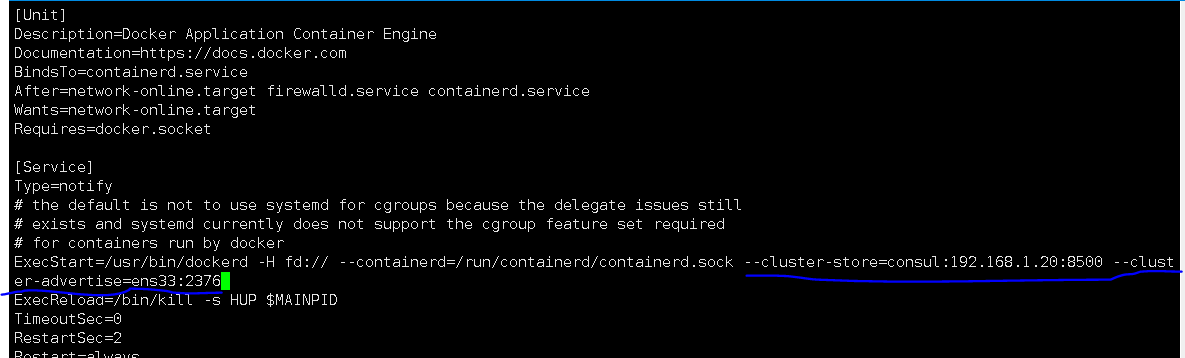 [Unit]
Description=Docker Application Container Engine
Documentation=https://docs.docker.com
BindsTo=containerd.service
After=network-online.target firewalld.service containerd.service
Wants=network-online.target
Requires=docker.socket
[Service]
Type=notify
# the default is not to use systemd for cgroups because the delegate issues still
# exists and systemd currently does not support the cgroup feature set required
# for containers run by docker
ExecStart=/usr/bin/dockerd -H fd:// --containerd=/run/containerd/containerd.sock --cluster-store=consul:192.168.1.20:8500 --clust
er-advertise=ens33:2376
ExecReload=/bin/kill -s HUP $MAINPID
TimeoutSec=0
RestartSec=2
Restart=always